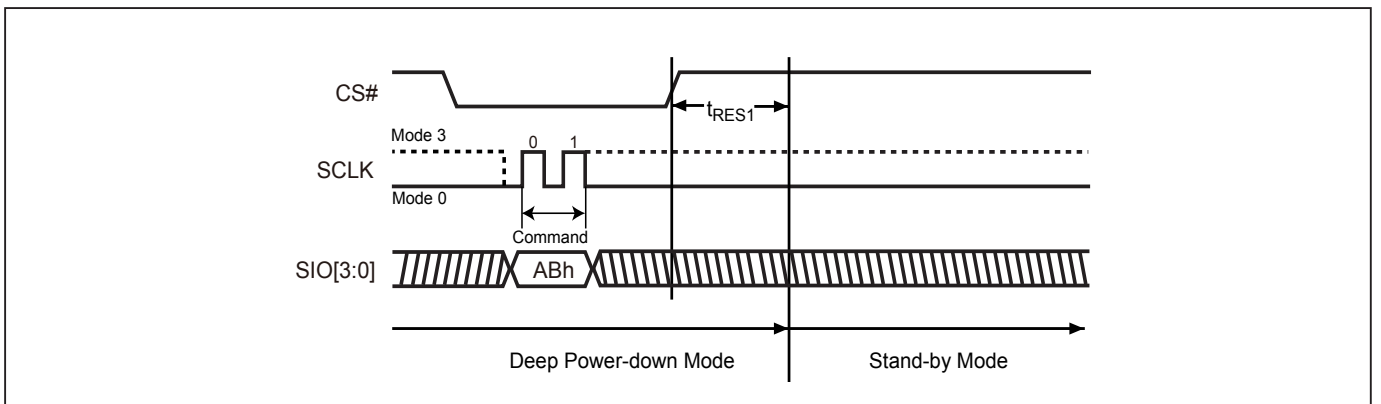 CS#
tRES1
Mode 3
0 1
SCLK
Mode 0
Command
SIO[3:0]
ABh
Deep Power-down Mode
Stand-by Mode